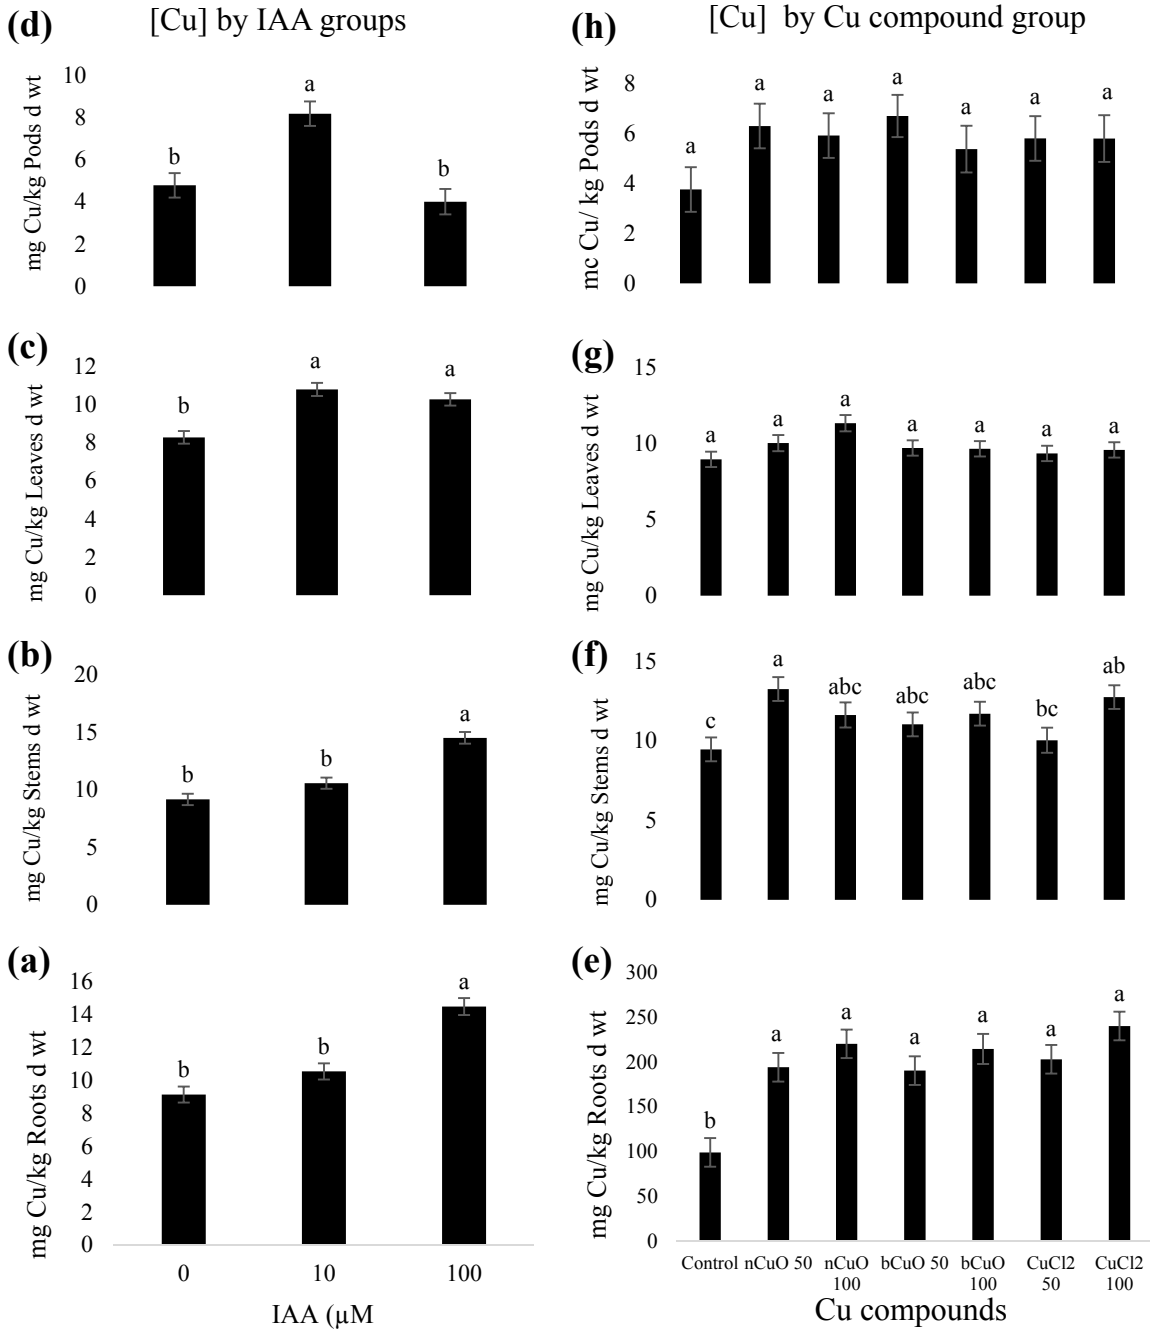 (d) [Cu] by IAA groups
mg Cu/kg Pods d wt
10
8
6
4
2
0
b
a
b
(c)
mg Cu/kg Leaves d wt
12
10
8
6
4
2
0
b
a
a
(b)
mg Cu/kg Stems d wt
20
15
10
5
0
b
b
a
(a)
mg Cu/kg Roots d wt
16
14
12
10
8
6
4
2
0
b
b
a
0 10 100
IAA (µM
(h) [Cu] by Cu compound group
mc Cu/ kg Pods d wt
8
6
4
2
0
a
a
a
a
a
a
a
(g)
mg Cu/kg Leaves d wt
15
10
5
0
a
a
a
a
a
a
a
(f)
mg Cu/kg Stems d wt
15
10
5
0
c
a
abc
abc
abc
bc
ab
(e)
mg Cu/kg Roots d wt
300
250
200
150
100
50
0
b
a
a
a
a
a
a
Control nCuO 50 nCuO bCuO 50 bCuO CuCl2 CuCl2
100 100 50 100
Cu compounds